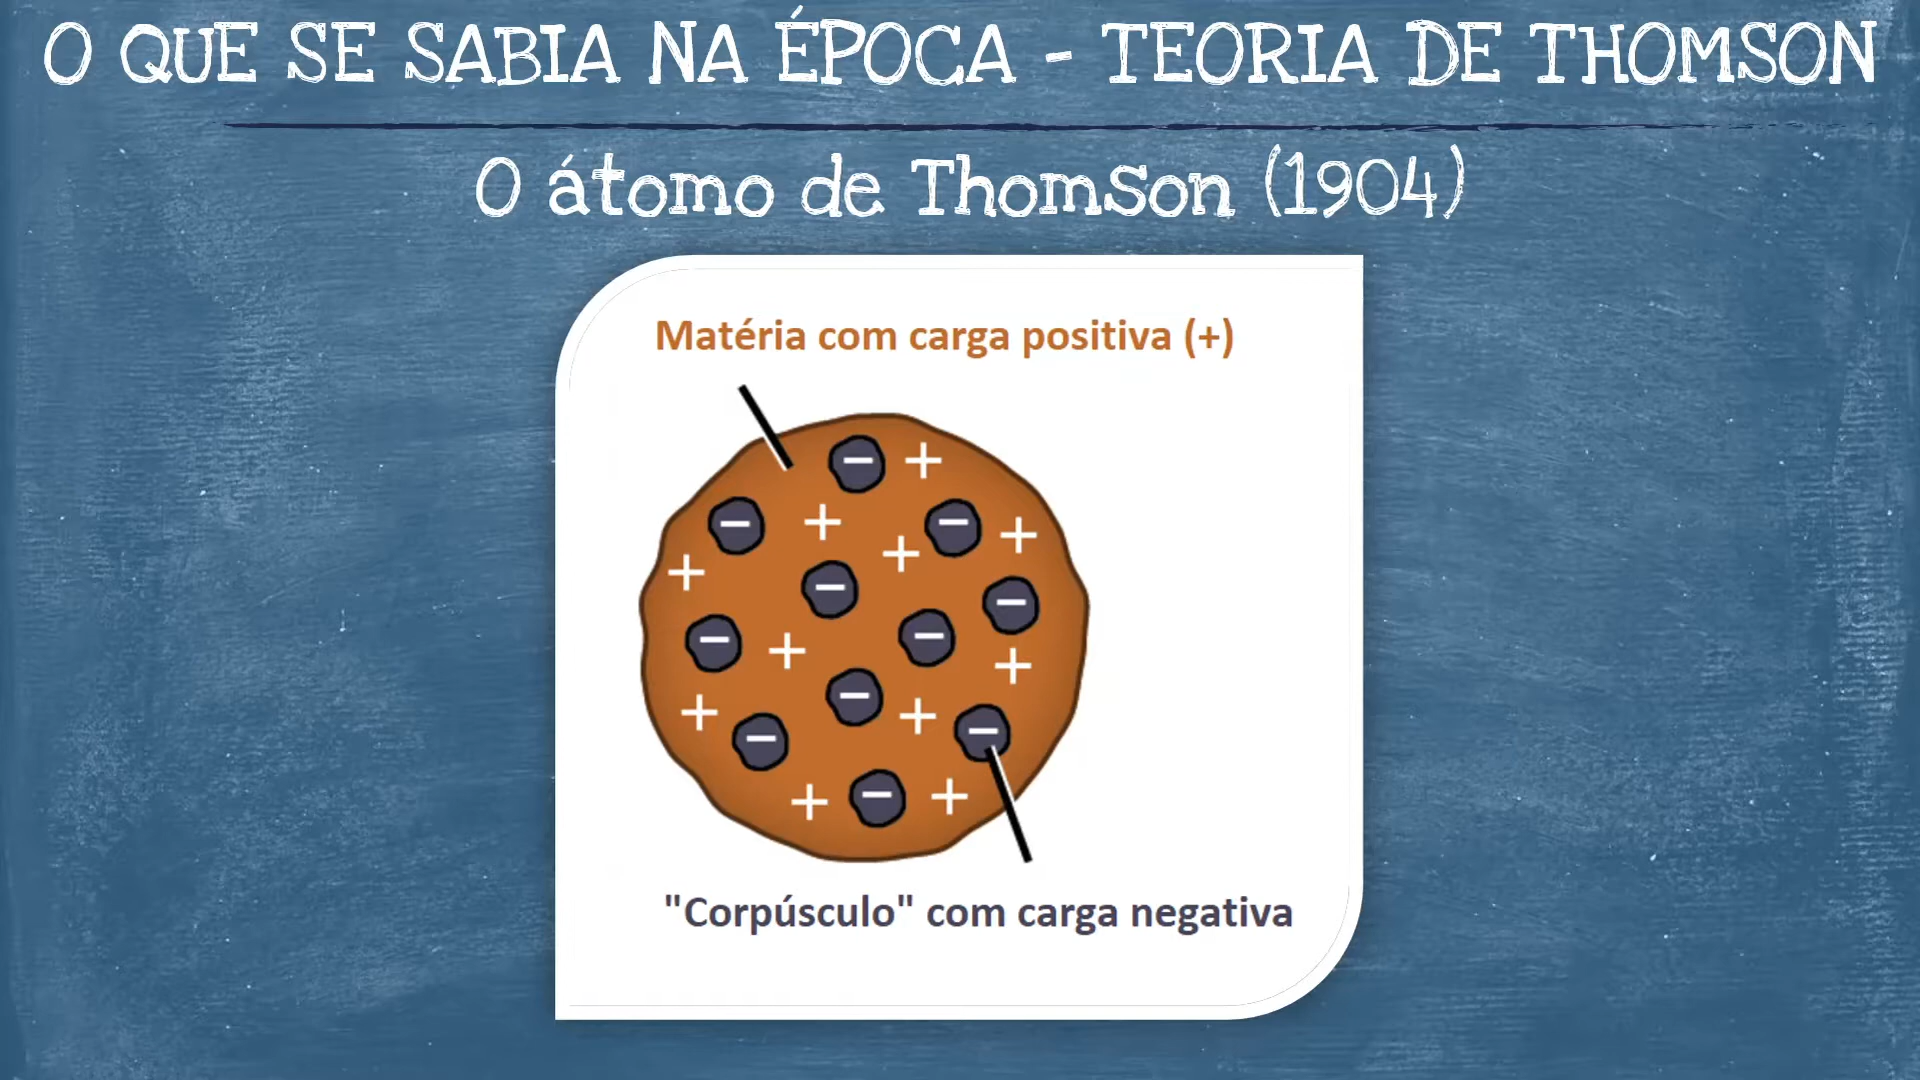 O QUE SE SABIA NA ÉPOCA - TEORIA DE THOMSON
O átomo de Thomson (1904)
Matéria com carga positiva (+)
"Corpúsculo" com carga negativa